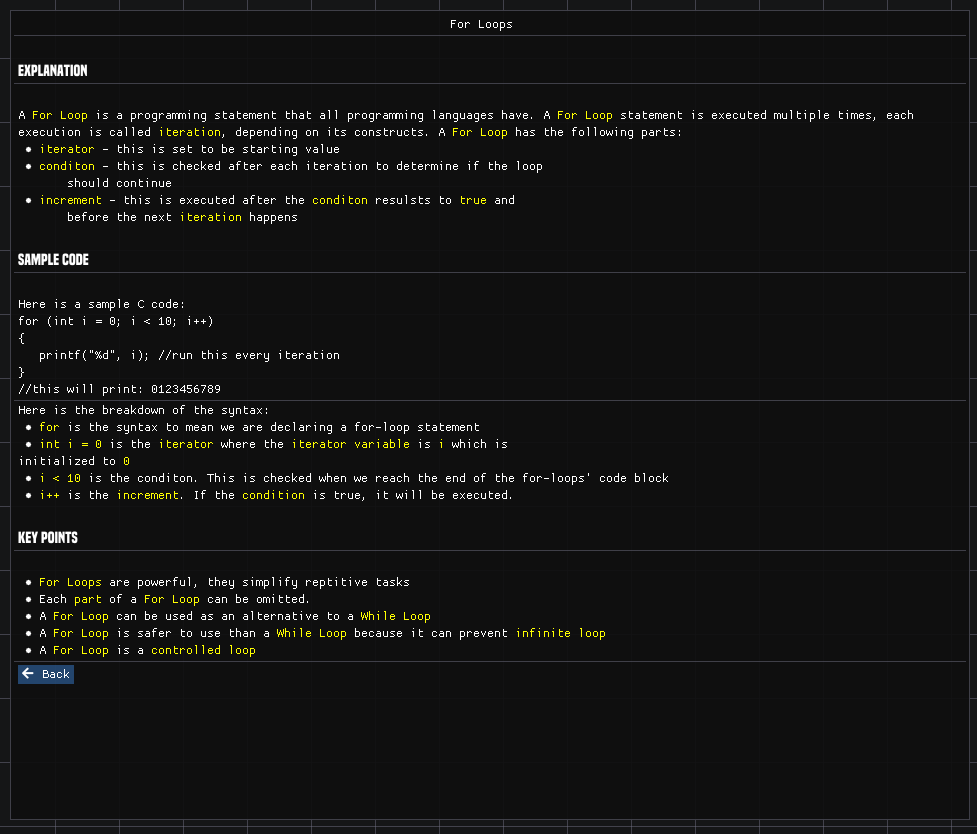 For Loops
EXPLANATION
A For Loop is a programming statement that all programming languages have. A For Loop statement is executed multiple times, each
execution is called iteration, depending on its constructs. A For Loop has the following parts:
• iterator - this is set to be starting value
• conditon - this is checked after each iteration to determine if the loop
should continue
• increment - this is executed after the conditon resulsts to true and
before the next iteration happens
SAMPLE CODE
Here is a sample C code:
for (int i = 0; i < 10; i++)
{
printf("%d", i); //run this every iteration
}
//this will print: 0123456789
Here is the breakdown of the syntax:
• for is the syntax to mean we are declaring a for-loop statement
• int i = 0 is the iterator where the iterator variable is i which is
initialized to 0
• i < 10 is the conditon. This is checked when we reach the end of the for-loops' code block
• i++ is the increment. If the condition is true, it will be executed.
KEY POINTS
• For Loops are powerful, they simplify reptitive tasks
• Each part of a For Loop can be omitted.
• A For Loop can be used as an alternative to a While Loop
• A For Loop is safer to use than a While Loop because it can prevent infinite loop
• A For Loop is a controlled loop
← Back